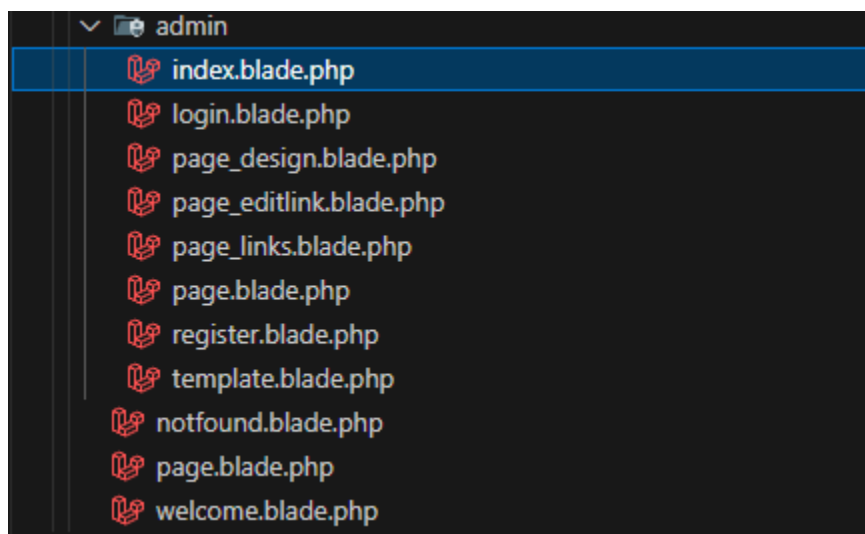 admin
index.blade.php
login.blade.php
page_design.blade.php
page_editlink.blade.php
page_links.blade.php
page.blade.php
register.blade.php
template.blade.php
notfound.blade.php
page.blade.php
welcome.blade.php